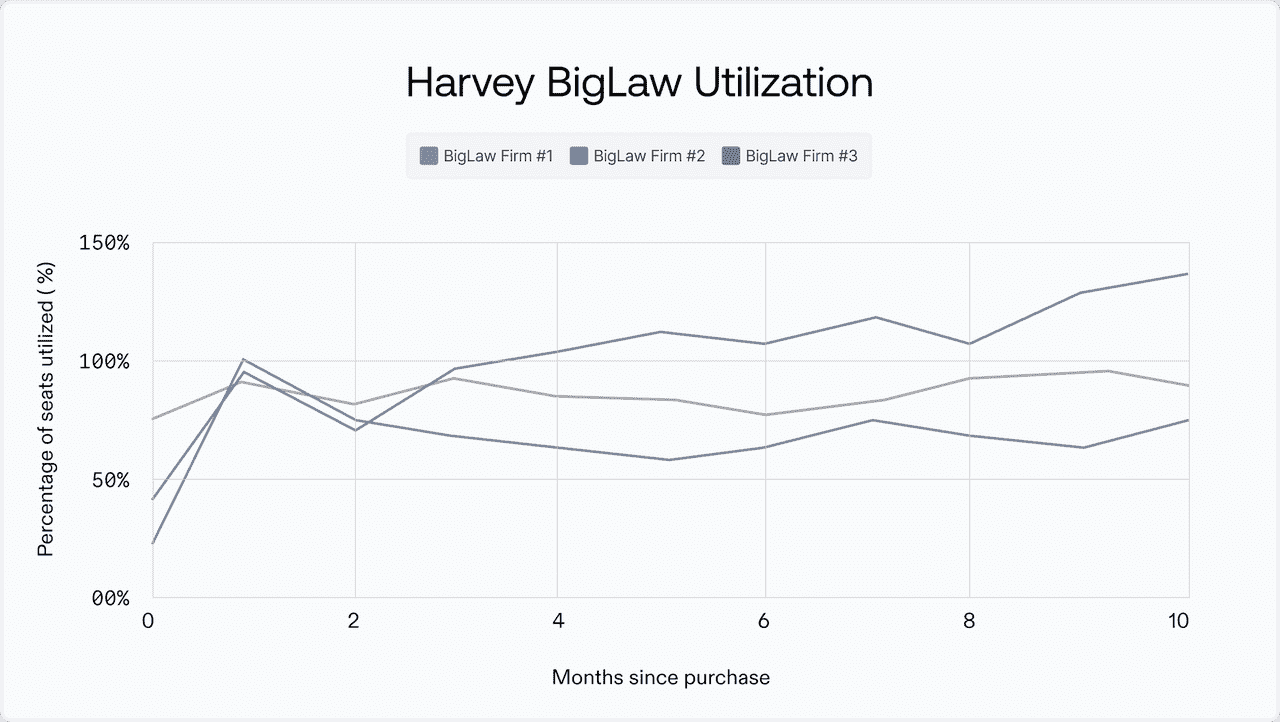 Harvey BigLaw Utilization
BigLaw Firm #1 BigLaw Firm #2 BigLaw Firm #3
Percentage of seats utilized ( %)
150%
100%
50%
00%
0 2 4 6 8 10
Months since purchase